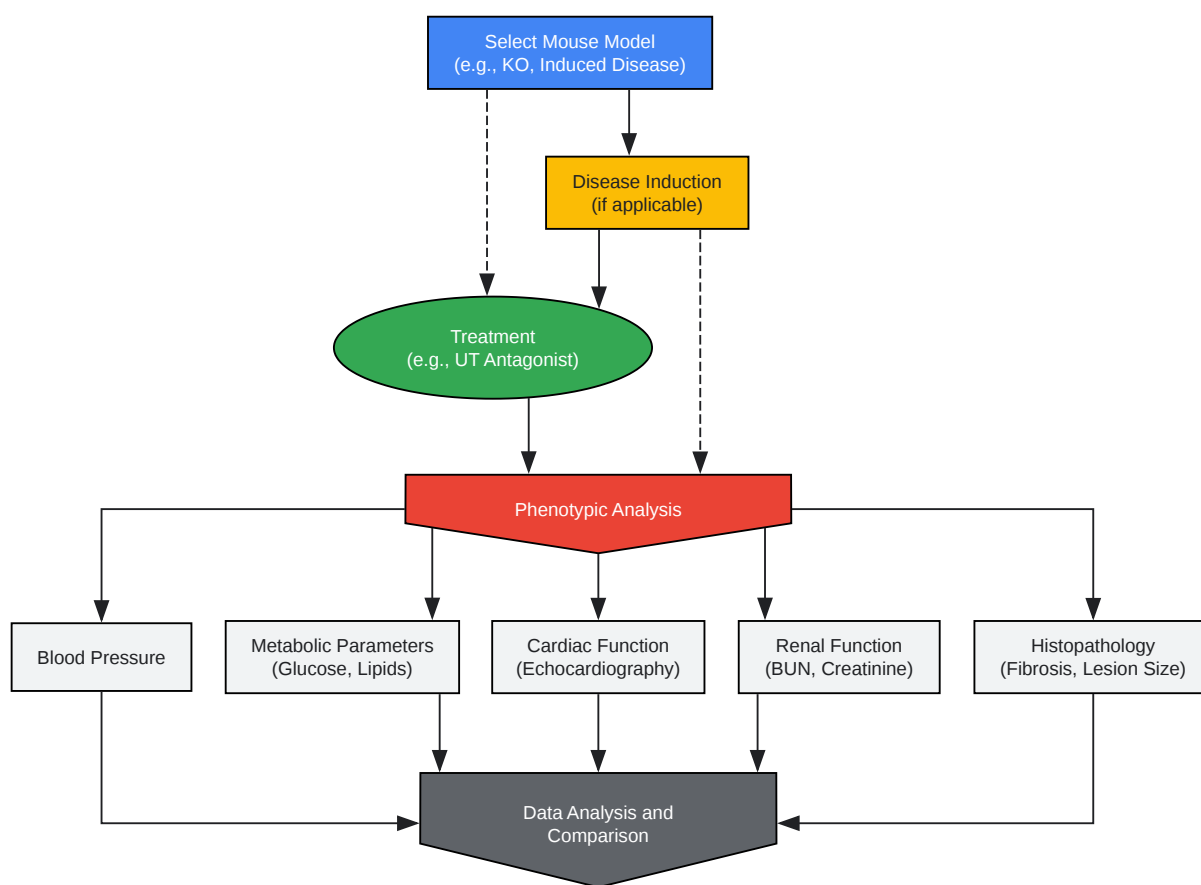 Select Mouse Model
(e.g., KO, Induced Disease)
Disease Induction
(if applicable)
Treatment
(e.g., UT Antagonist)
Phenotypic Analysis
Blood Pressure
Metabolic Parameters
(Glucose, Lipids)
Cardiac Function
(Echocardiography)
Renal Function
(BUN, Creatinine)
Histopathology
(Fibrosis, Lesion Size)
Data Analysis and
Comparison